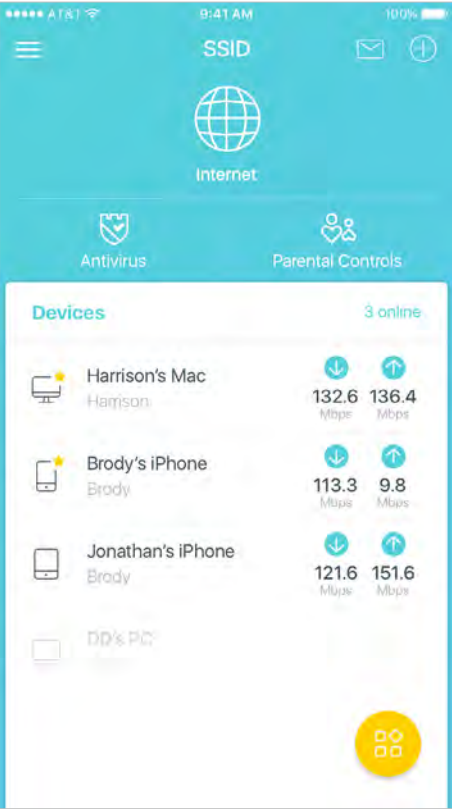 AT&T 9:41 AM 100%
SSID
Internet
Antivirus Parental Controls
Devices 3 online
Harrison's Mac
Harrison
132.6 136.4
Mbps Mbps
Brody's iPhone
Brody
113.3 9.8
Mbps Mbps
Jonathan's iPhone
Brody
121.6 151.6
Mbps Mbps
DD's PC